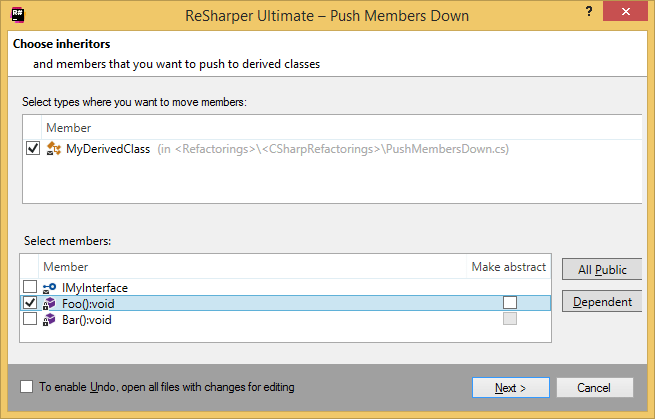 R#
ReSharper Ultimate – Push Members Down
?
Choose inheritors
and members that you want to push to derived classes
Select types where you want to move members:
Member
MyDerivedClass (in <Refactorings>\<CSharpRefactorings>\PushMembersDown.cs)
Select members:
Member Make abstract
All Public
IMyInterface
Foo():void
Dependent
Bar():void
To enable Undo, open all files with changes for editing
Next >
Cancel